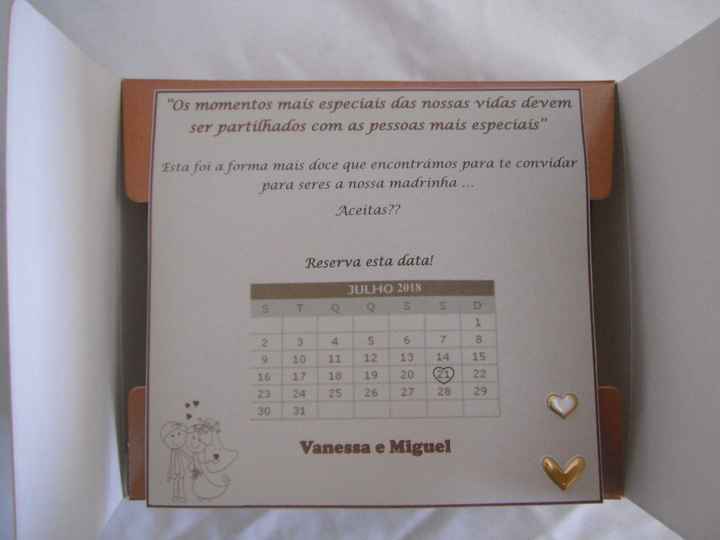 "Os momentos mais especiais das nossas vidas devem
ser partilhados com as pessoas mais especiais"
Esta foi a forma mais doce que encontrámos para te convidar
para seres a nossa madrinha ...
Aceitas??
Reserva esta data!
JULHO 2018
S T Q Q S S D
1
2 3 4 5 6 7 8
9 10 11 12 13 14 15
16 17 18 19 20 21 22
23 24 25 26 27 28 29
30 31
Vanessa e Miguel